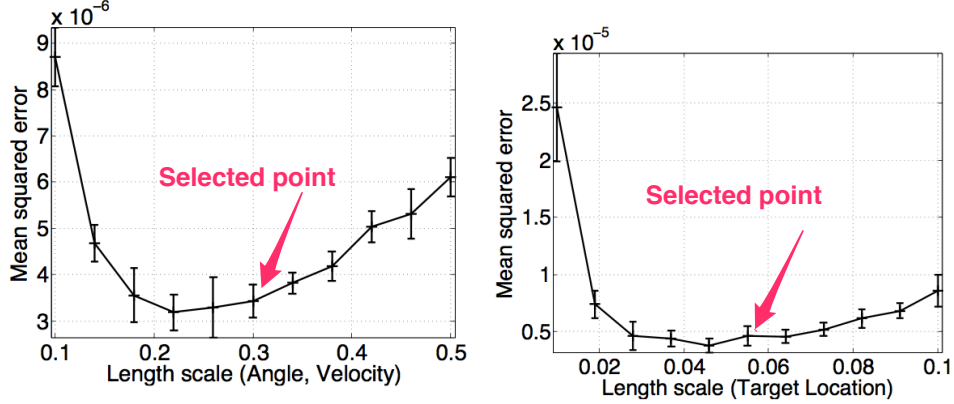 x 10⁻⁶
9
8
7
6
5
4
3
Mean squared error
Selected point
0.1 0.2 0.3 0.4 0.5
Length scale (Angle, Velocity)
x 10⁻⁵
2.5
2
1.5
1
0.5
Mean squared error
Selected point
0.02 0.04 0.06 0.08 0.1
Length scale (Target Location)